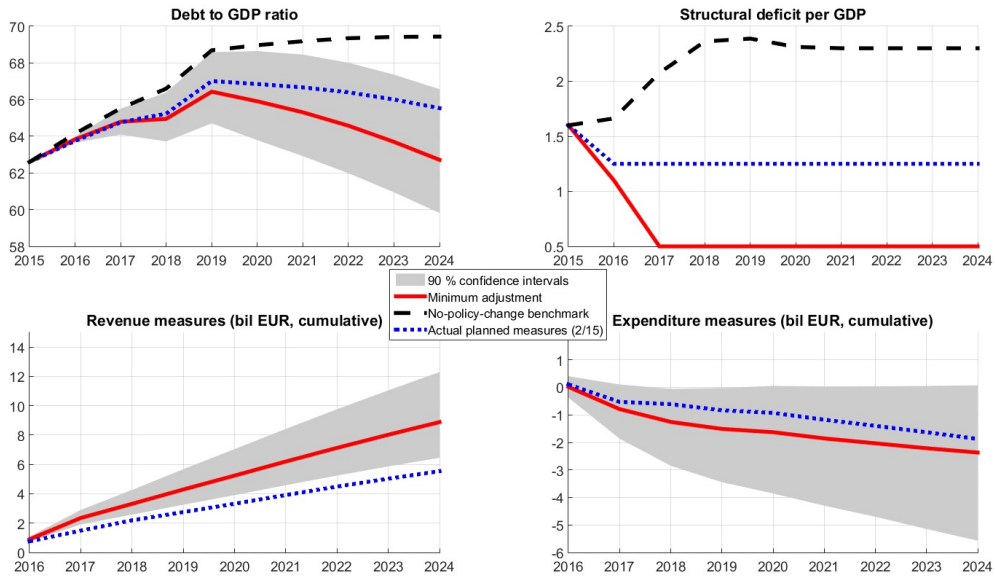 Debt to GDP ratio
70
68
66
64
62
60
58
2015 2016 2017 2018 2019 2020 2021 2022 2023 2024
Structural deficit per GDP
2.5
2
1.5
1
0.5
2015 2016 2017 2018 2019 2020 2021 2022 2023 2024
90 % confidence intervals
Minimum adjustment
No-policy-change benchmark
Actual planned measures (2/15)
Revenue measures (bil EUR, cumulative)
14
12
10
8
6
4
2
0
2016 2017 2018 2019 2020 2021 2022 2023 2024
Expenditure measures (bil EUR, cumulative)
1
0
-1
-2
-3
-4
-5
-6
2016 2017 2018 2019 2020 2021 2022 2023 2024